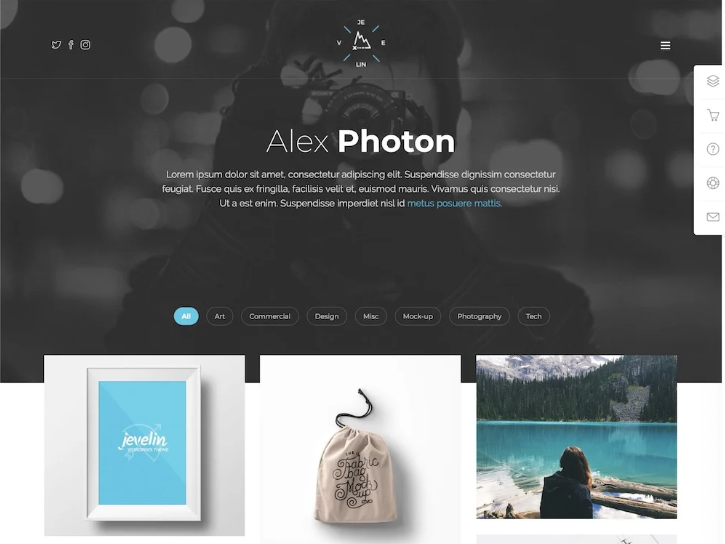 JE
V E
LIN
Alex Photon
Lorem ipsum dolor sit amet, consectetur adipiscing elit. Suspendisse dignissim consectetur
feugiat. Fusce quis ex fringilla, facilisis velit et, euismod mauris. Vivamus quis consectetur nisi.
Ut a est enim. Suspendisse imperdiet nisl id metus posuere mattis.
All Art Commercial Design Misc Mock-up Photography Tech
jevelin
WORDPRESS THEME
THE
Fabric
bag
Mock
up